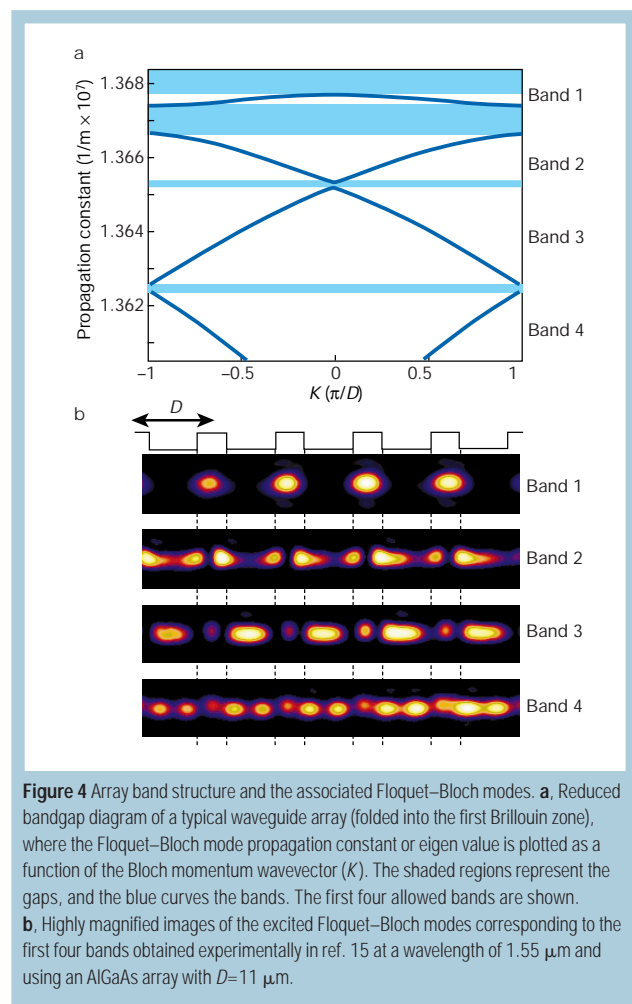 a
Propagation constant (1/m × 10⁷)
1.368
1.366
1.364
1.362
Band 1
Band 2
Band 3
Band 4
–1
–0.5
0
0.5
1
K (π/D)
b
D
Band 1
Band 2
Band 3
Band 4
Figure 4 Array band structure and the associated Floquet–Bloch modes. a, Reduced
bandgap diagram of a typical waveguide array (folded into the first Brillouin zone),
where the Floquet–Bloch mode propagation constant or eigen value is plotted as a
function of the Bloch momentum wavevector (K). The shaded regions represent the
gaps, and the blue curves the bands. The first four allowed bands are shown.
b, Highly magnified images of the excited Floquet–Bloch modes corresponding to the
first four bands obtained experimentally in ref. 15 at a wavelength of 1.55 μm and
using an AlGaAs array with D=11 μm.